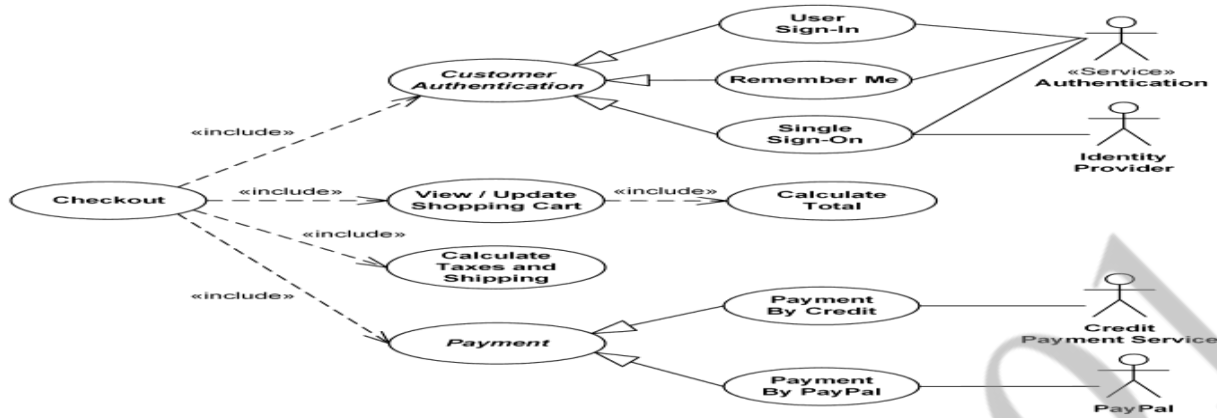 User
Sign-In
Customer
Authentication
Remember Me
«Service»
Authentication
«include»
Single
Sign-On
Identity
Provider
Checkout
«include»
View / Update
Shopping Cart
«include»
Calculate
Total
«include»
Calculate
Taxes and
Shipping
«include»
Payment
By Credit
Credit
Payment Service
Payment
Payment
By PayPal
PayPal